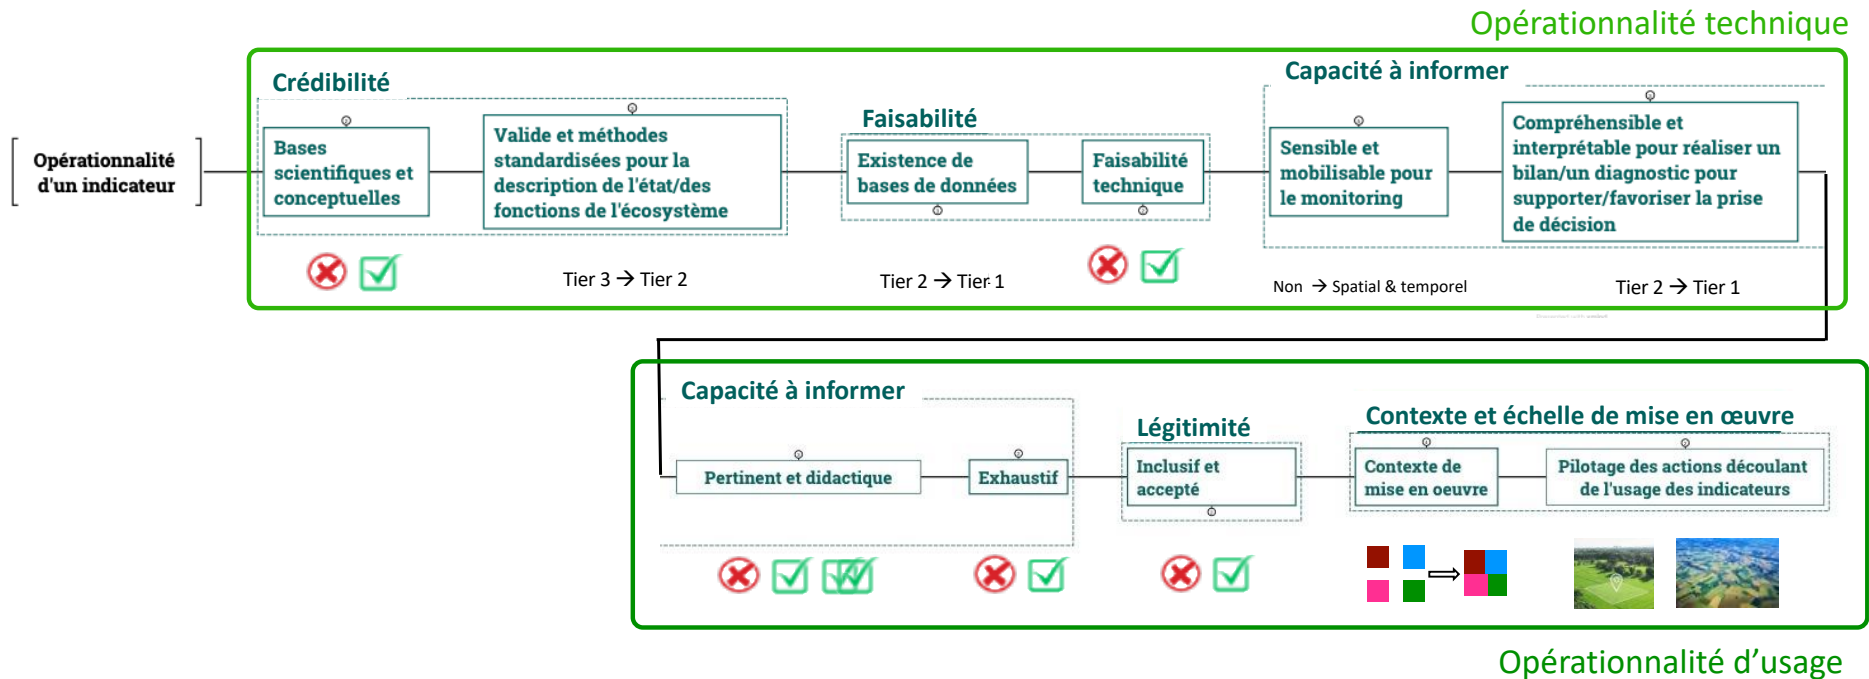 Opérationnalité technique
Crédibilité
Capacité à informer
Faisabilité
Opérationnalité
d'un indicateur
Bases
scientifiques et
conceptuelles
Valide et méthodes
standardisées pour la
description de l'état/des
fonctions de l'écosystème
Existence de
bases de données
Faisabilité
technique
Sensible et
mobilisable pour
le monitoring
Compréhensible et
interprétable pour réaliser un
bilan/un diagnostic pour
supporter/favoriser la prise
de décision
Tier 3 → Tier 2
Tier 2 → Tier 1
Non → Spatial & temporel
Tier 2 → Tier 1
Capacité à informer
Légitimité
Contexte et échelle de mise en œuvre
Pertinent et didactique
Exhaustif
Inclusif et
accepté
Contexte de
mise en oeuvre
Pilotage des actions découlant
de l'usage des indicateurs
Opérationnalité d’usage